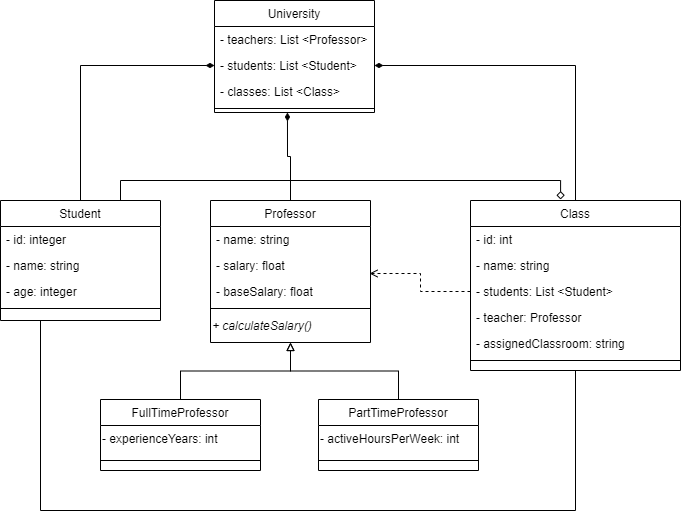 University
- teachers: List <Professor>
- students: List <Student>
- classes: List <Class>
Student
- id: integer
- name: string
- age: integer
Professor
- name: string
- salary: float
- baseSalary: float
+ calculateSalary()
Class
- id: int
- name: string
- students: List <Student>
- teacher: Professor
- assignedClassroom: string
FullTimeProfessor
- experienceYears: int
PartTimeProfessor
- activeHoursPerWeek: int